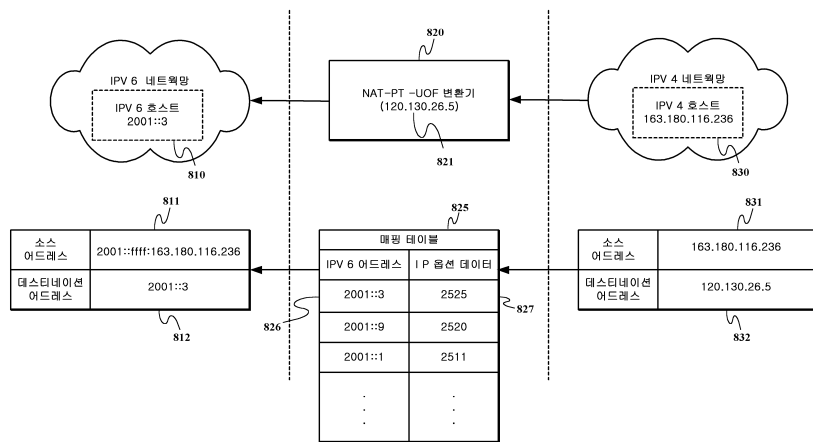 820
IPV 6 네트웍망
IPV 6 호스트
2001::3
810
NAT-PT -UOF 변환기
(120.130.26.5)
821
IPV 4 네트웍망
IPV 4 호스트
163.180.116.236
830
811
소스
어드레스
2001::ffff:163.180.116.236
데스티네이션
어드레스
2001::3
812
825
매핑 테이블
IPV 6 어드레스
I P 옵션 데이터
2001::3
2525
2001::9
2520
2001::1
2511
826
827
831
소스
어드레스
163.180.116.236
데스티네이션
어드레스
120.130.26.5
832